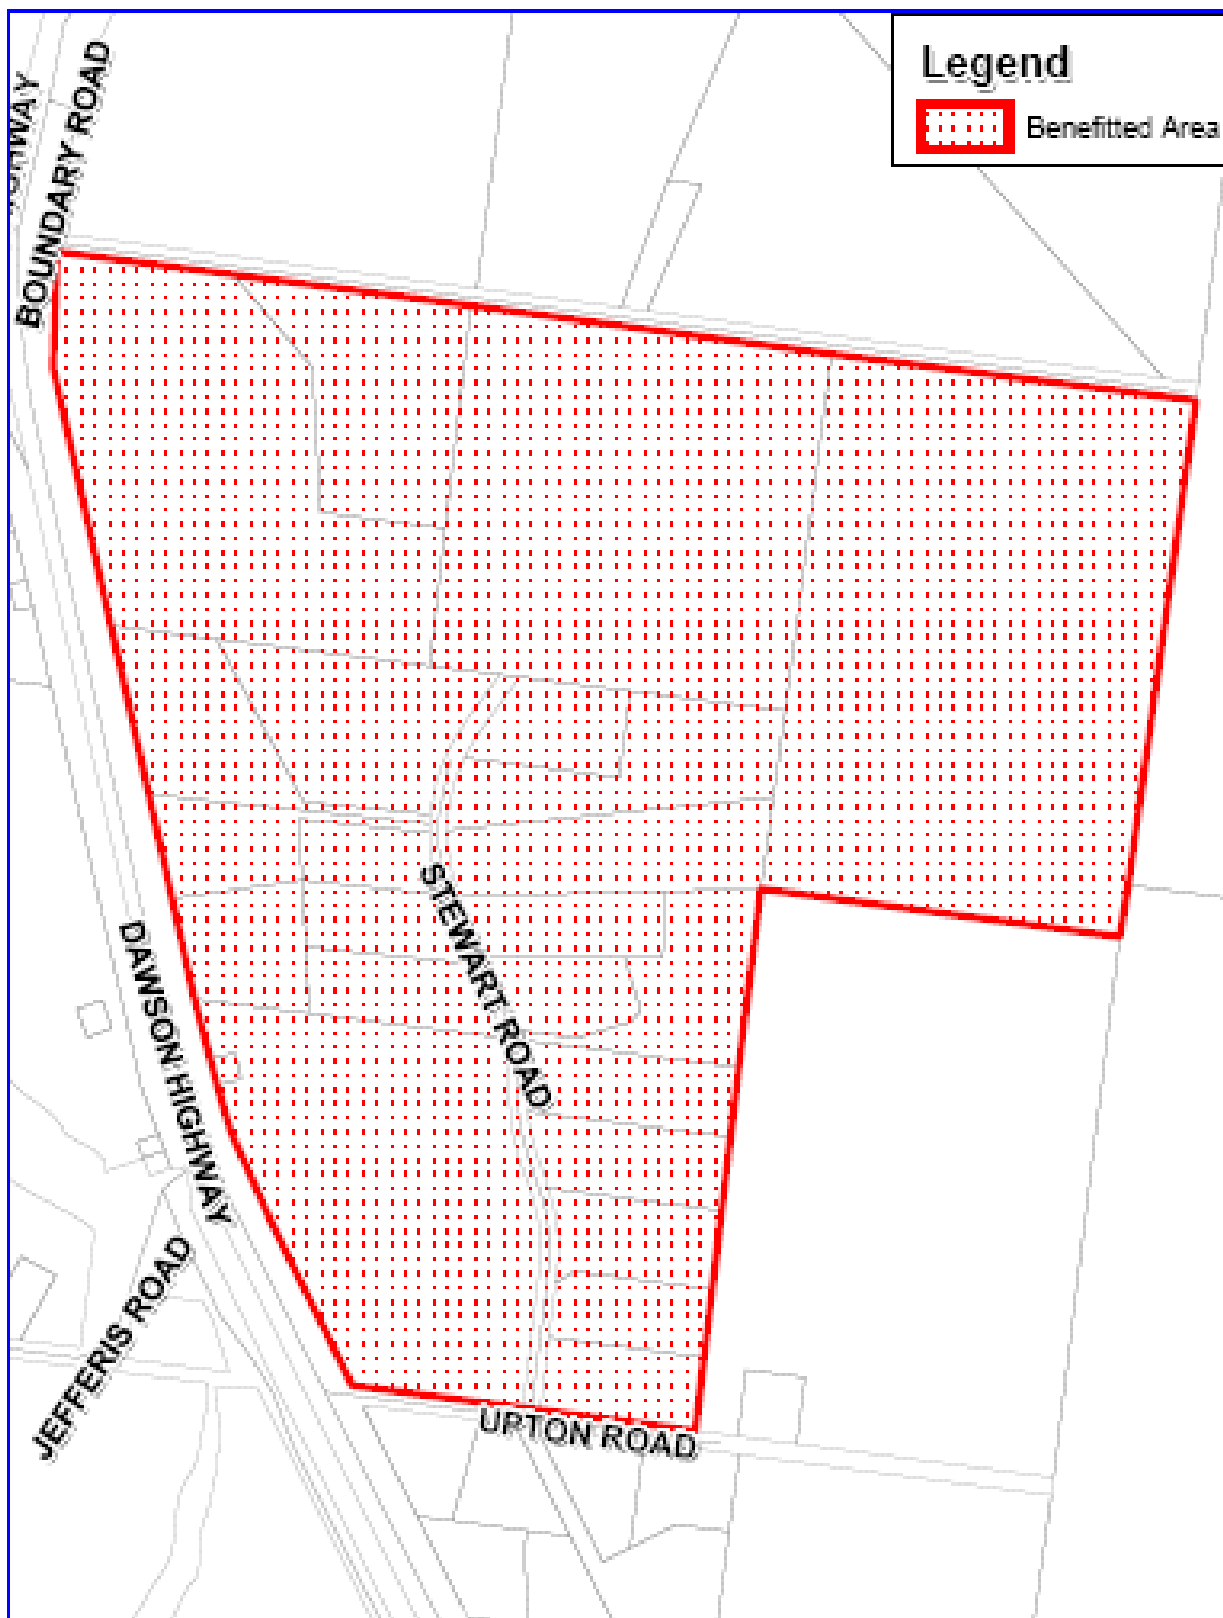 Legend
Benefitted Area
BOUNDARY ROAD
STEWART ROAD
DAWSON HIGHWAY
JEFFERIS ROAD
UPTON ROAD